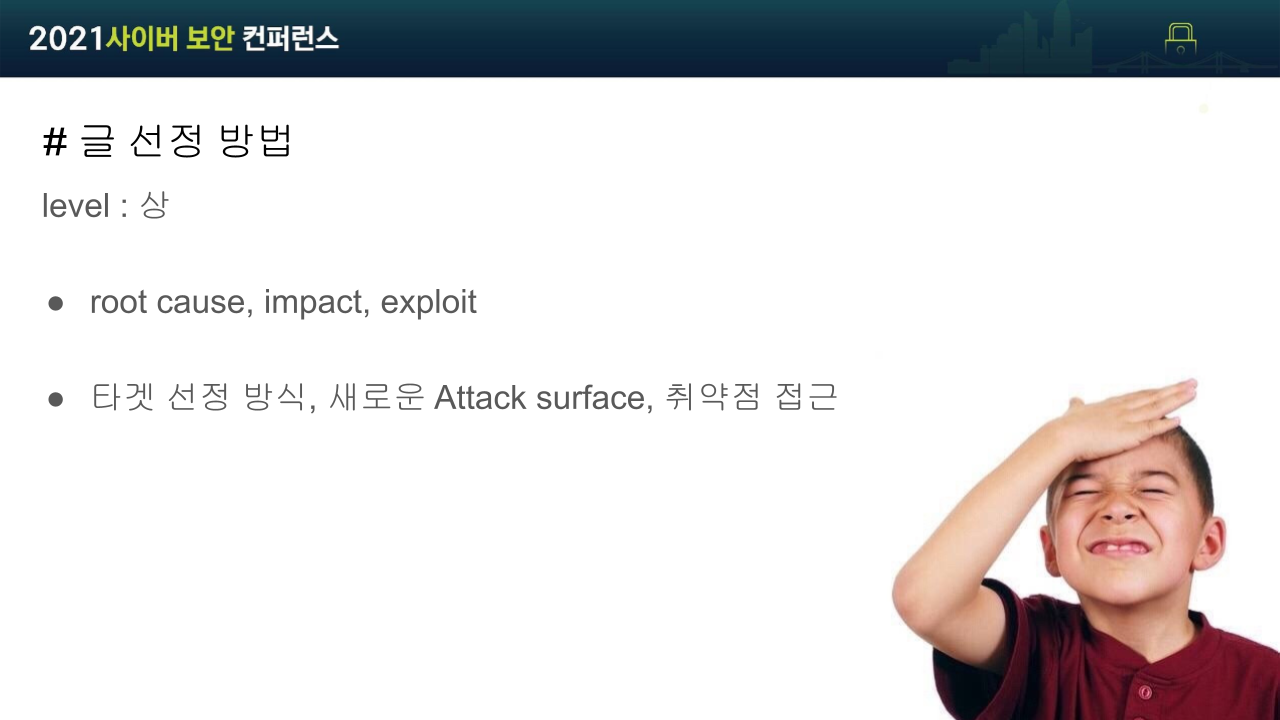 2021사이버 보안 컨퍼런스
# 글 선정 방법
level : 상
● root cause, impact, exploit
● 타겟 선정 방식, 새로운 Attack surface, 취약점 접근